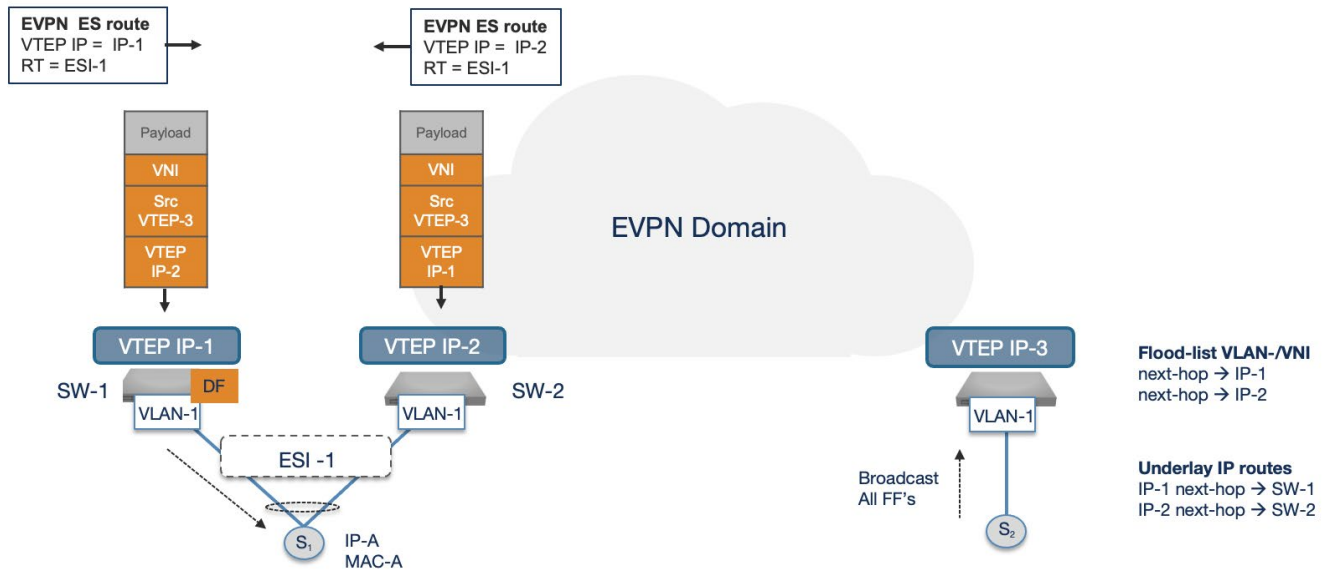 EVPN ES route
VTEP IP = IP-1
RT = ESI-1
EVPN ES route
VTEP IP = IP-2
RT = ESI-1
Payload
VNI
Src
VTEP-3
VTEP
IP-2
Payload
VNI
Src
VTEP-3
VTEP
IP-1
EVPN Domain
VTEP IP-1
VTEP IP-2
VTEP IP-3
SW-1
DF
VLAN-1
VLAN-1
SW-2
VLAN-1
ESI -1
S1
IP-A
MAC-A
Broadcast
All FF's
S2
Flood-list VLAN-/VNI
next-hop → IP-1
next-hop → IP-2
Underlay IP routes
IP-1 next-hop → SW-1
IP-2 next-hop → SW-2